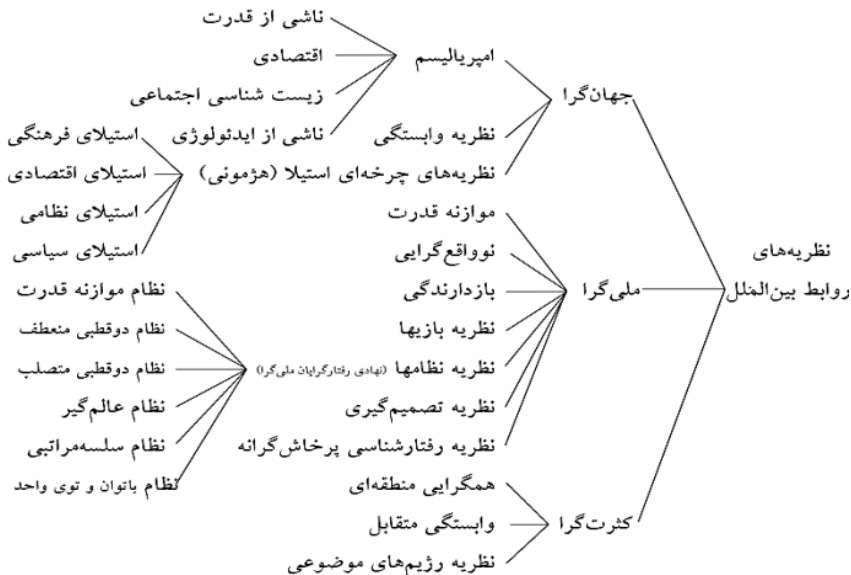 نظریه‌های
روابط بین‌الملل
جهان‌گرا
امپریالیسم
ناشی از قدرت
اقتصادی
زیست شناسی اجتماعی
ناشی از ایدئولوژی
نظریه وابستگی
نظریه‌های چرخه‌ای استیلا (هژمونی)
استیلای فرهنگی
استیلای اقتصادی
استیلای نظامی
استیلای سیاسی
ملی‌گرا
موازنه قدرت
نوواقع‌گرایی
بازدارندگی
نظریه بازیها
نظریه نظامها (نهادی رفتارگرایان ملی‌گرا)
نظام موازنه قدرت
نظام دوقطبی منعطف
نظام دوقطبی متصلب
نظام عالم‌گیر
نظام سلسه‌مراتبی
نظام باتوان و توی واحد
نظریه تصمیم‌گیری
نظریه رفتارشناسی پرخاش‌گرانه
کثرت‌گرا
همگرایی منطقه‌ای
وابستگی متقابل
نظریه رژیم‌های موضوعی